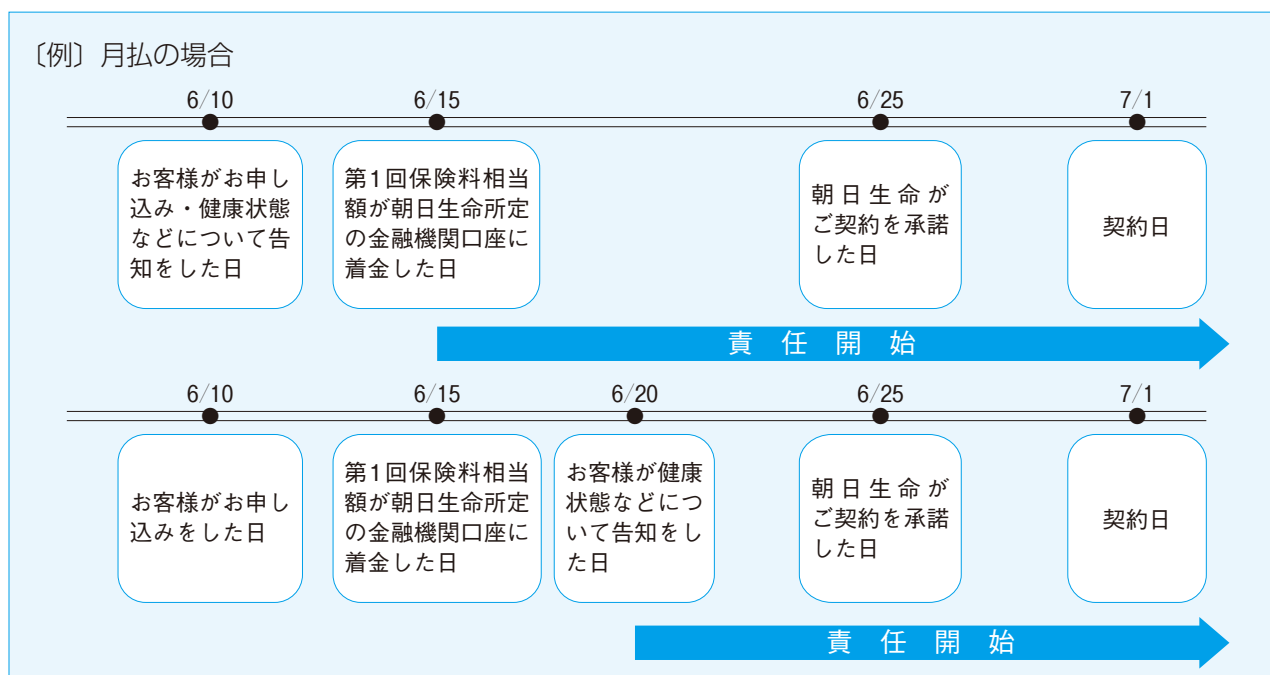 〔例〕月払の場合
6/10
6/15
6/25
7/1
お客様がお申し
込み・健康状態
などについて告
知をした日
第1回保険料相当
額が朝日生命所定
の金融機関口座に
着金した日
朝日生命が
ご契約を承諾
した日
契約日
責任開始
6/10
6/15
6/20
6/25
7/1
お客様がお申し
込みをした日
第1回保険料相当
額が朝日生命所定
の金融機関口座に
着金した日
お客様が健康
状態などにつ
いて告知をし
た日
朝日生命が
ご契約を承諾
した日
契約日
責任開始